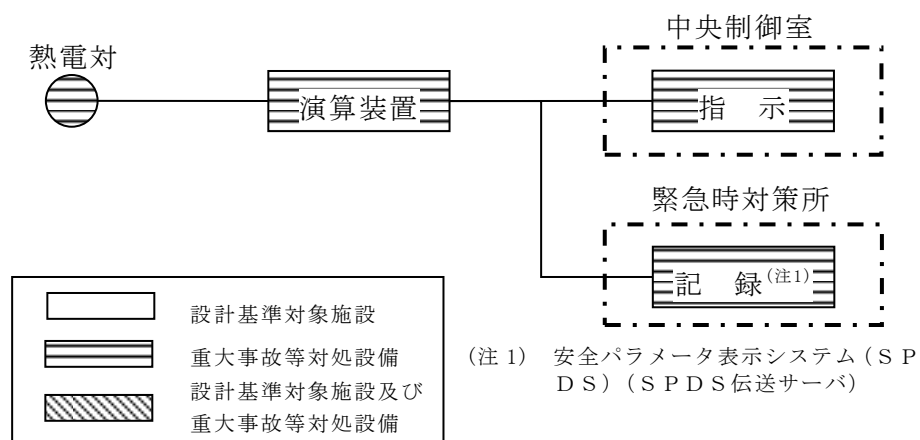 中央制御室
熱電対
演算装置
指　示
緊急時対策所
記　録(注1)
設計基準対象施設
重大事故等対処設備
設計基準対象施設及び
重大事故等対処設備
(注1)　安全パラメータ表示システム(ＳＰ
ＤＳ)(ＳＰＤＳ伝送サーバ)